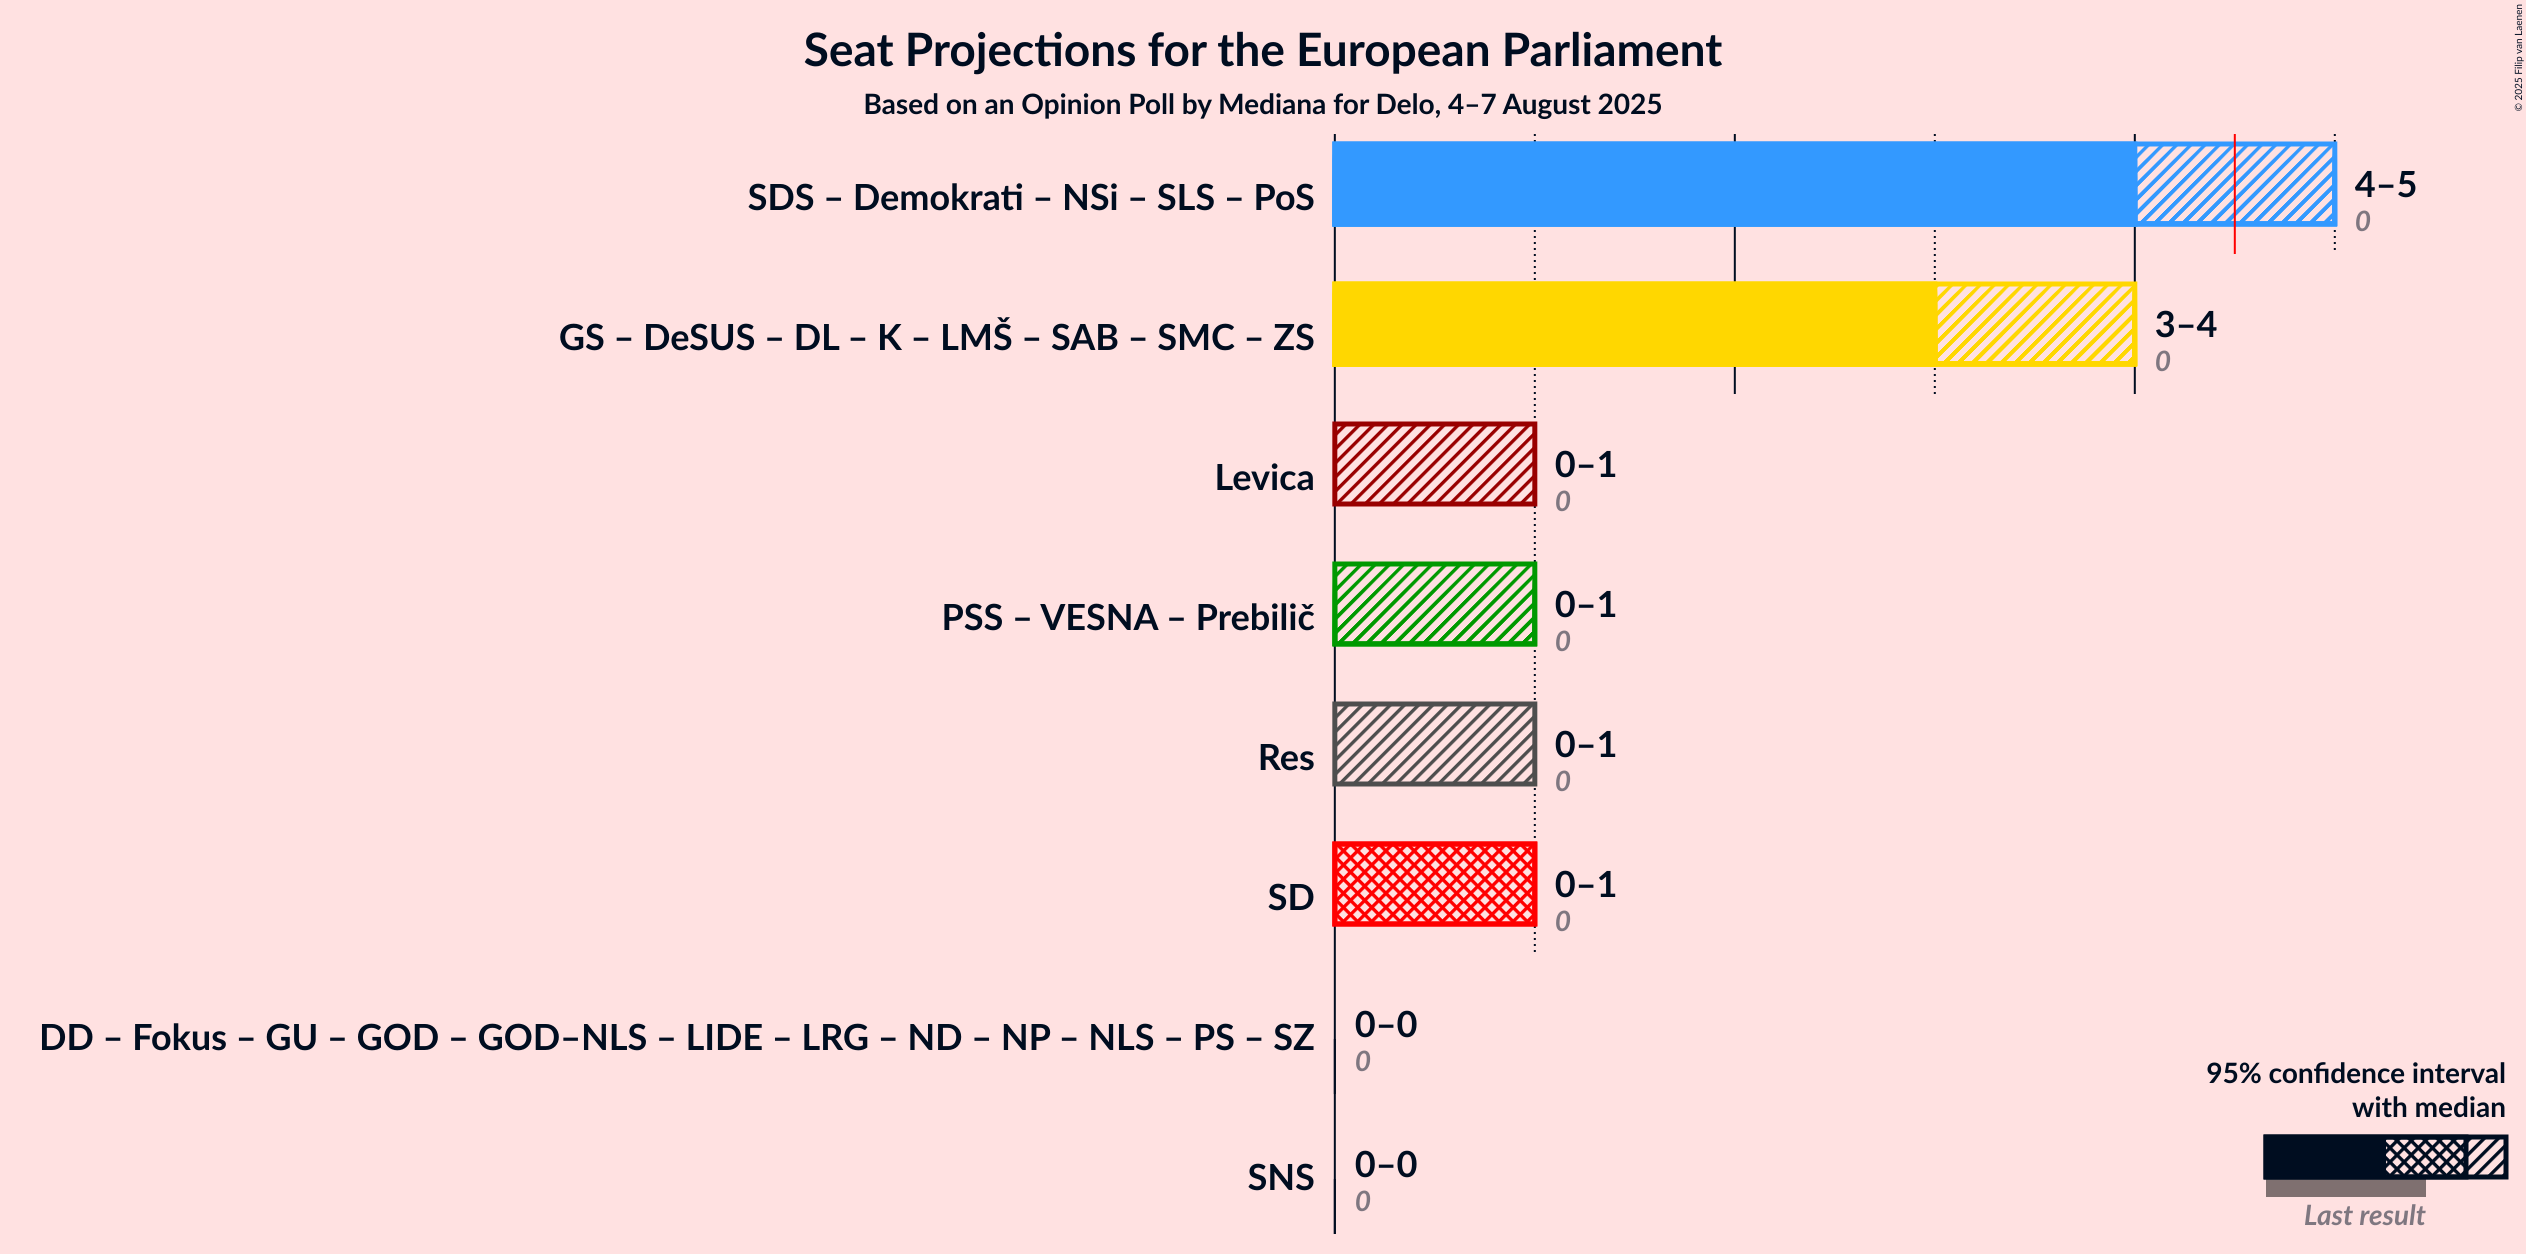 Seat Projections for the European Parliament
Based on an Opinion Poll by Mediana for Delo, 4–7 August 2025
© 2025 Filip van Laenen
SDS – Demokrati – NSi – SLS – PoS
4–5
0
GS – DeSUS – DL – K – LMŠ – SAB – SMC – ZS
3–4
0
Levica
0–1
0
PSS – VESNA – Prebilič
0–1
0
Res
0–1
0
SD
0–1
0
DD – Fokus – GU – GOD – GOD–NLS – LIDE – LRG – ND – NP – NLS – PS – SZ
0–0
0
SNS
0–0
0
95% confidence interval
with median
Last result